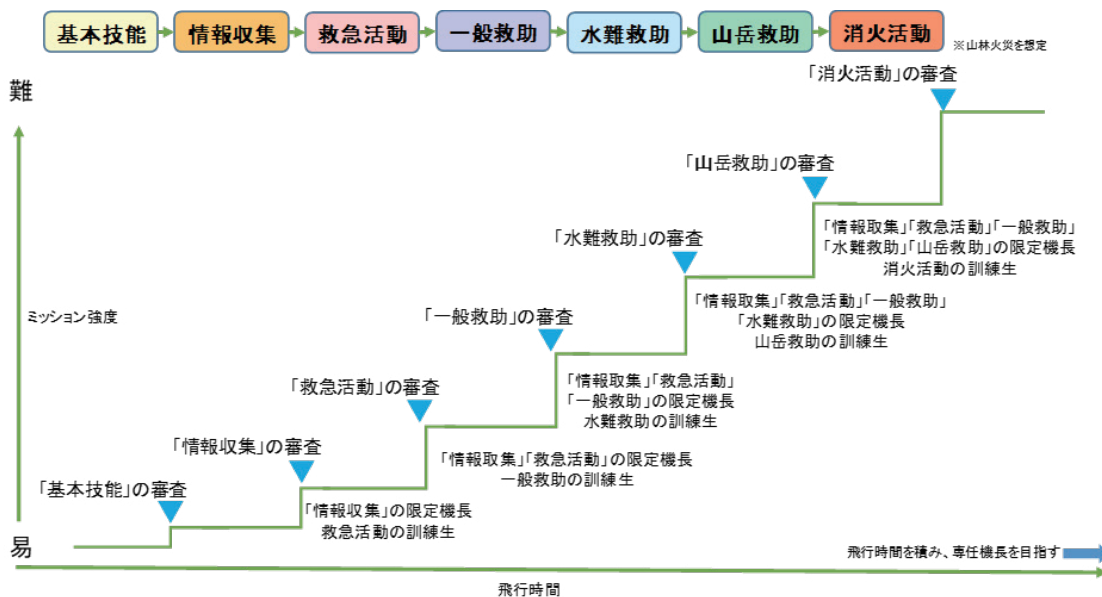 基本技能
情報収集
救急活動
一般救助
水難救助
山岳救助
消火活動
※山林火災を想定
難
「消火活動」の審査
「山岳救助」の審査
「情報取集」「救急活動」「一般救助」
「水難救助」「山岳救助」の限定機長
消火活動の訓練生
「水難救助」の審査
「情報取集」「救急活動」「一般救助」
「水難救助」の限定機長
山岳救助の訓練生
ミッション強度
「一般救助」の審査
「情報取集」「救急活動」
「一般救助」の限定機長
水難救助の訓練生
「救急活動」の審査
「情報取集」「救急活動」の限定機長
一般救助の訓練生
「情報収集」の審査
「情報収集」の限定機長
救急活動の訓練生
「基本技能」の審査
易
飛行時間を積み、専任機長を目指す
飛行時間